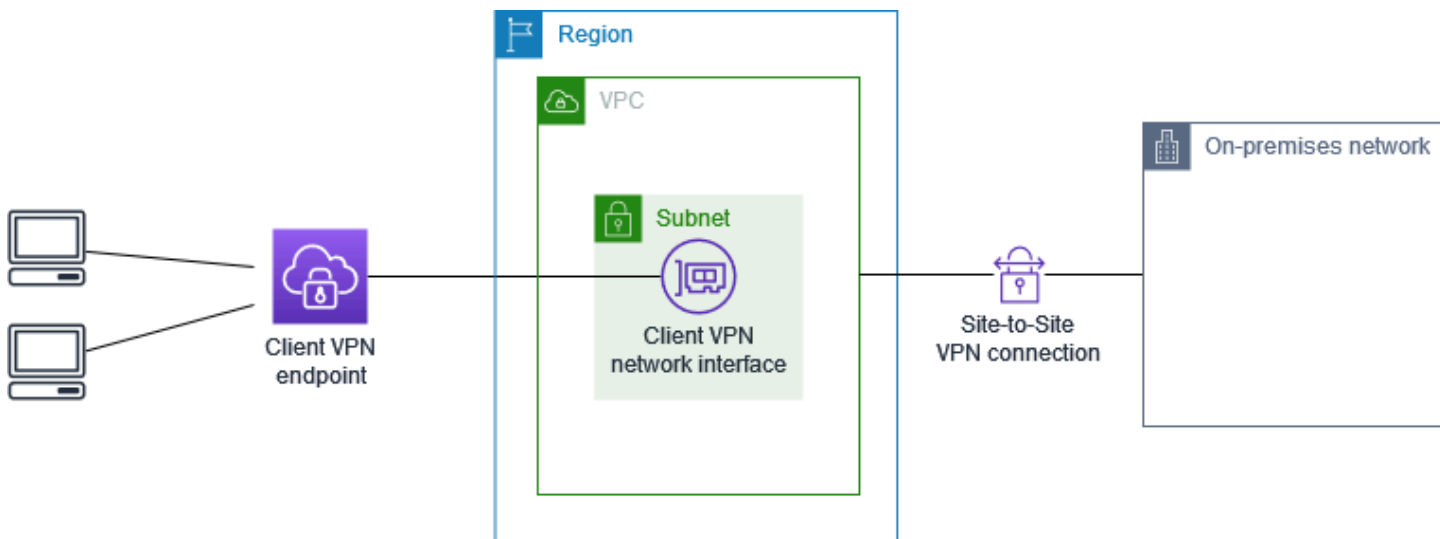 Region
VPC
On-premises network
Subnet
Client VPN
endpoint
Client VPN
network interface
Site-to-Site
VPN connection